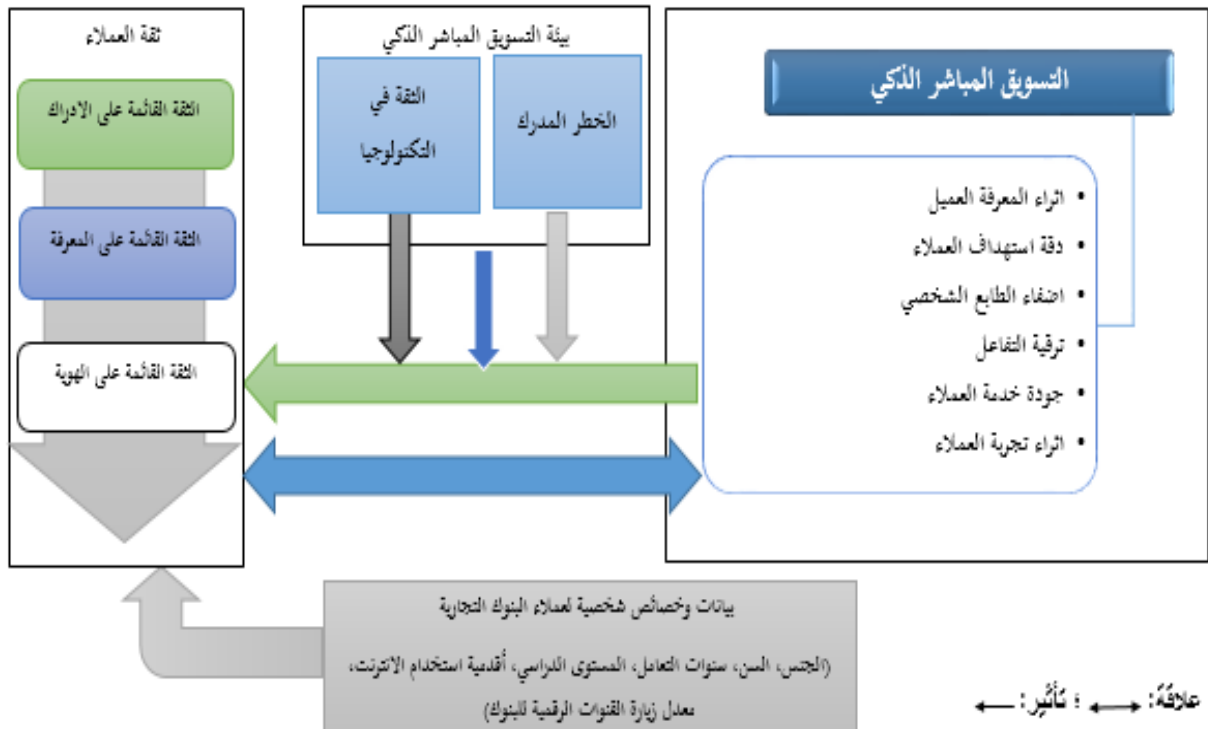 التسويق المباشر الذكي
• اثراء المعرفة العميل
• دقة استهداف العملاء
• اضفاء الطابع الشخصي
• ترقية التفاعل
• جودة خدمة العملاء
• اثراء تجربة العملاء
بيئة التسويق المباشر الذكي
الخطر المدرك
الثقة في
التكنولوجيا
ثقة العملاء
الثقة القائمة على الادراك
الثقة القائمة على المعرفة
الثقة القائمة على الهوية
بيانات وخصائص شخصية لعملاء البنوك التجارية
(الجنس، السن، سنوات التعامل، المستوى الدراسي، أقدمية استخدام الانترنت،
معدل زيارة القنوات الرقمية للبنوك)
علاقة: ⟷ ؛ تأثير: ⟵